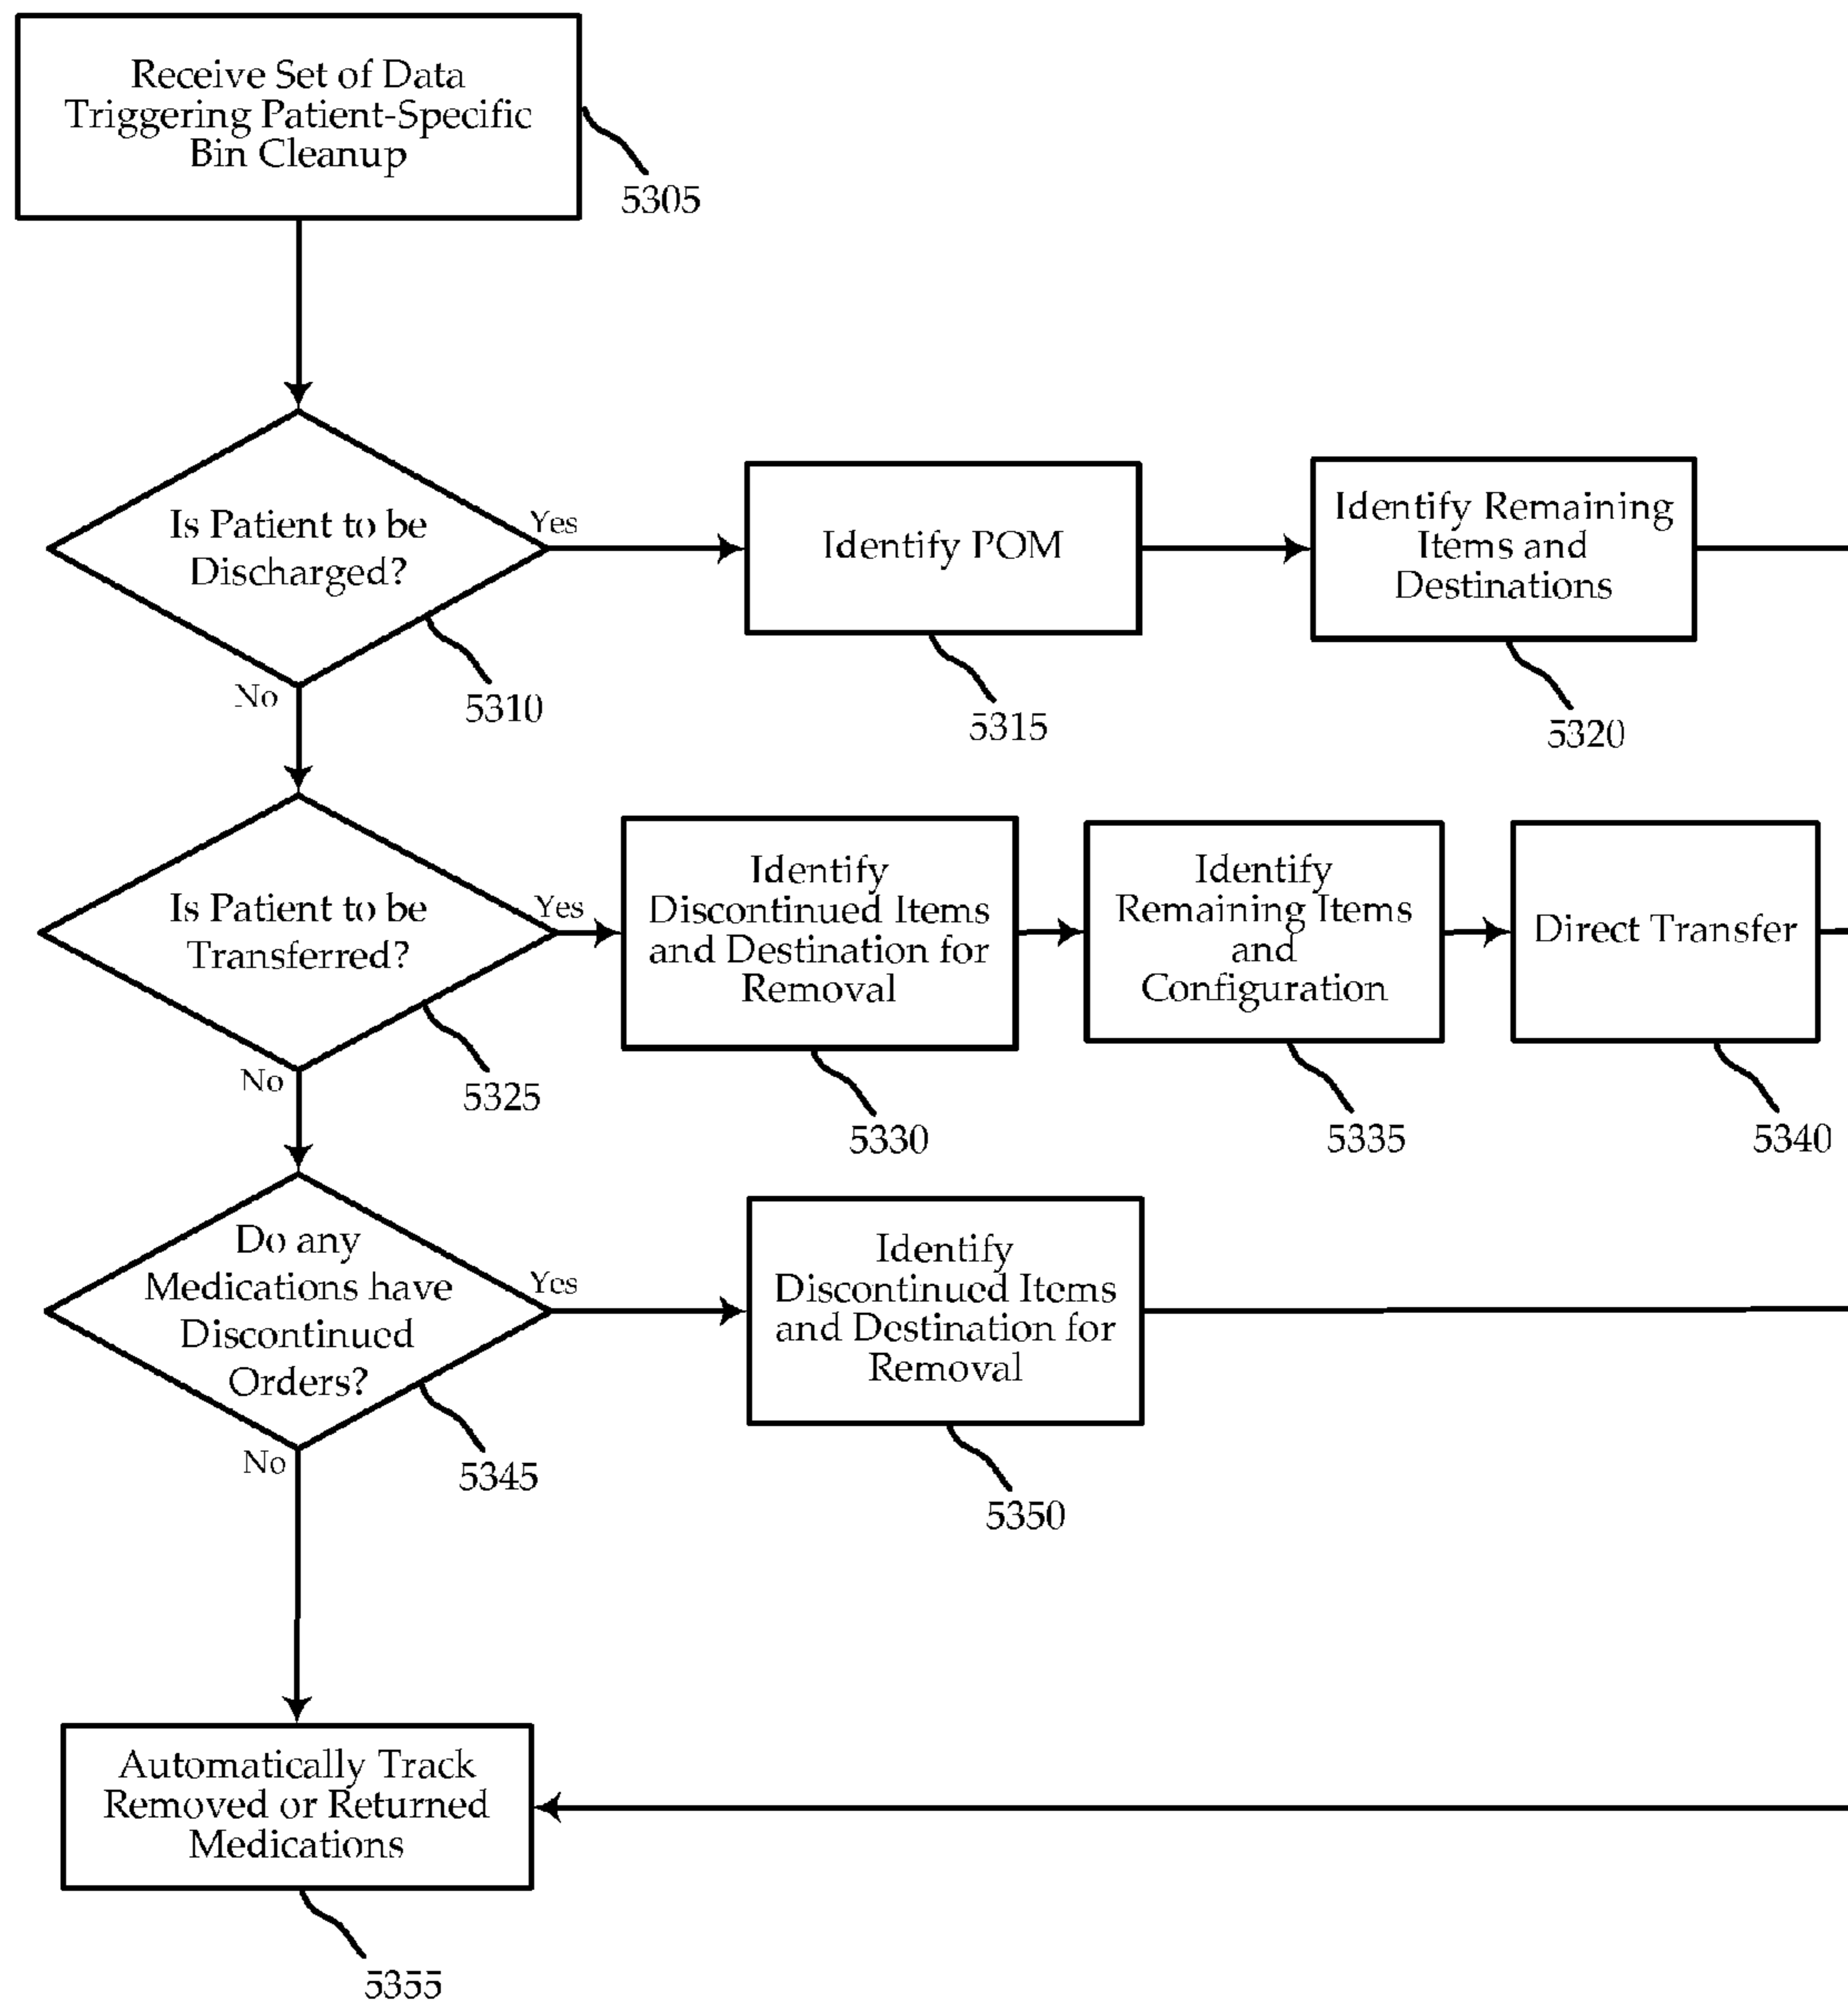 Receive Set of Data
Triggering Patient-Specific
Bin Cleanup
5305
Is Patient to be
Discharged?
Yes
No
5310
Identify POM
5315
Identify Remaining
Items and
Destinations
5320
Is Patient to be
Transferred?
Yes
No
5325
Identify
Discontinued Items
and Destination for
Removal
5330
Identify
Remaining Items
and
Configuration
5335
Direct Transfer
5340
Do any
Medications have
Discontinued
Orders?
Yes
No
5345
Identify
Discontinued Items
and Destination for
Removal
5350
Automatically Track
Removed or Returned
Medications
5355